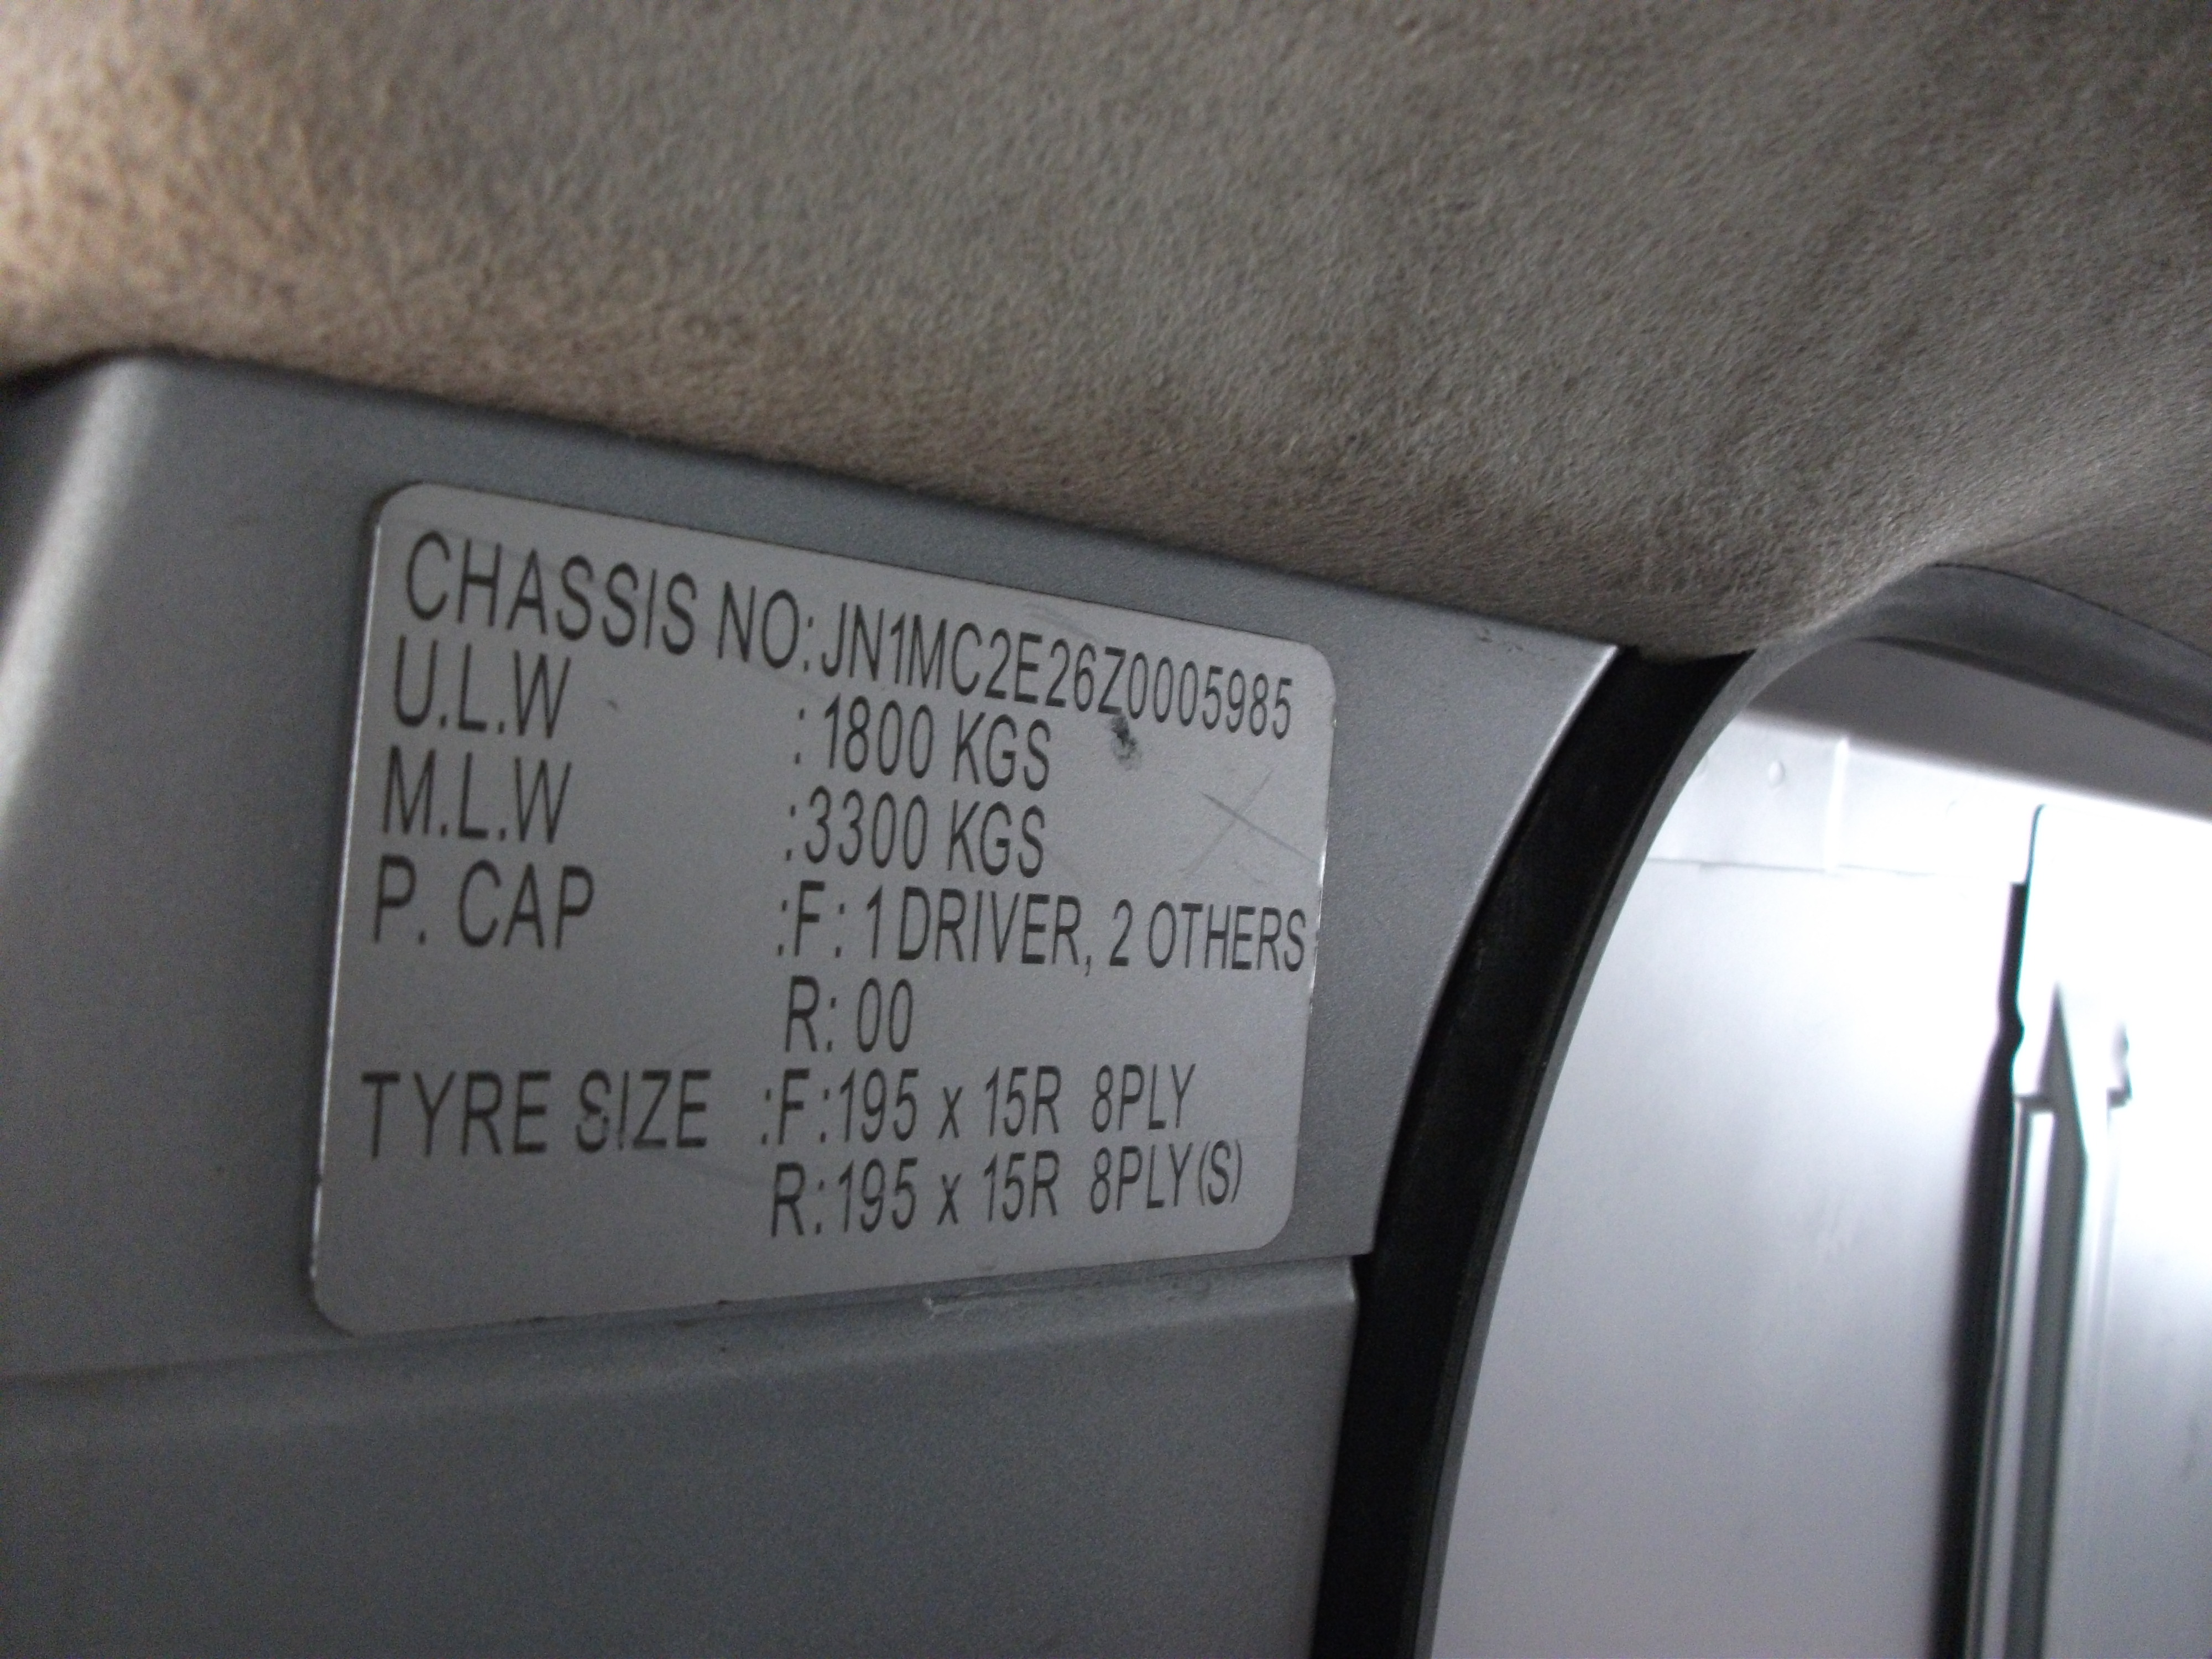 CHASSIS NO: JN1MC2E26Z0005985
U.L.W : 1800 KGS
M.L.W : 3300 KGS
P. CAP : F : 1 DRIVER, 2 OTHERS
R: 00
TYRE SIZE : F : 195 x 15R 8PLY
R: 195 x 15R 8PLY(S)